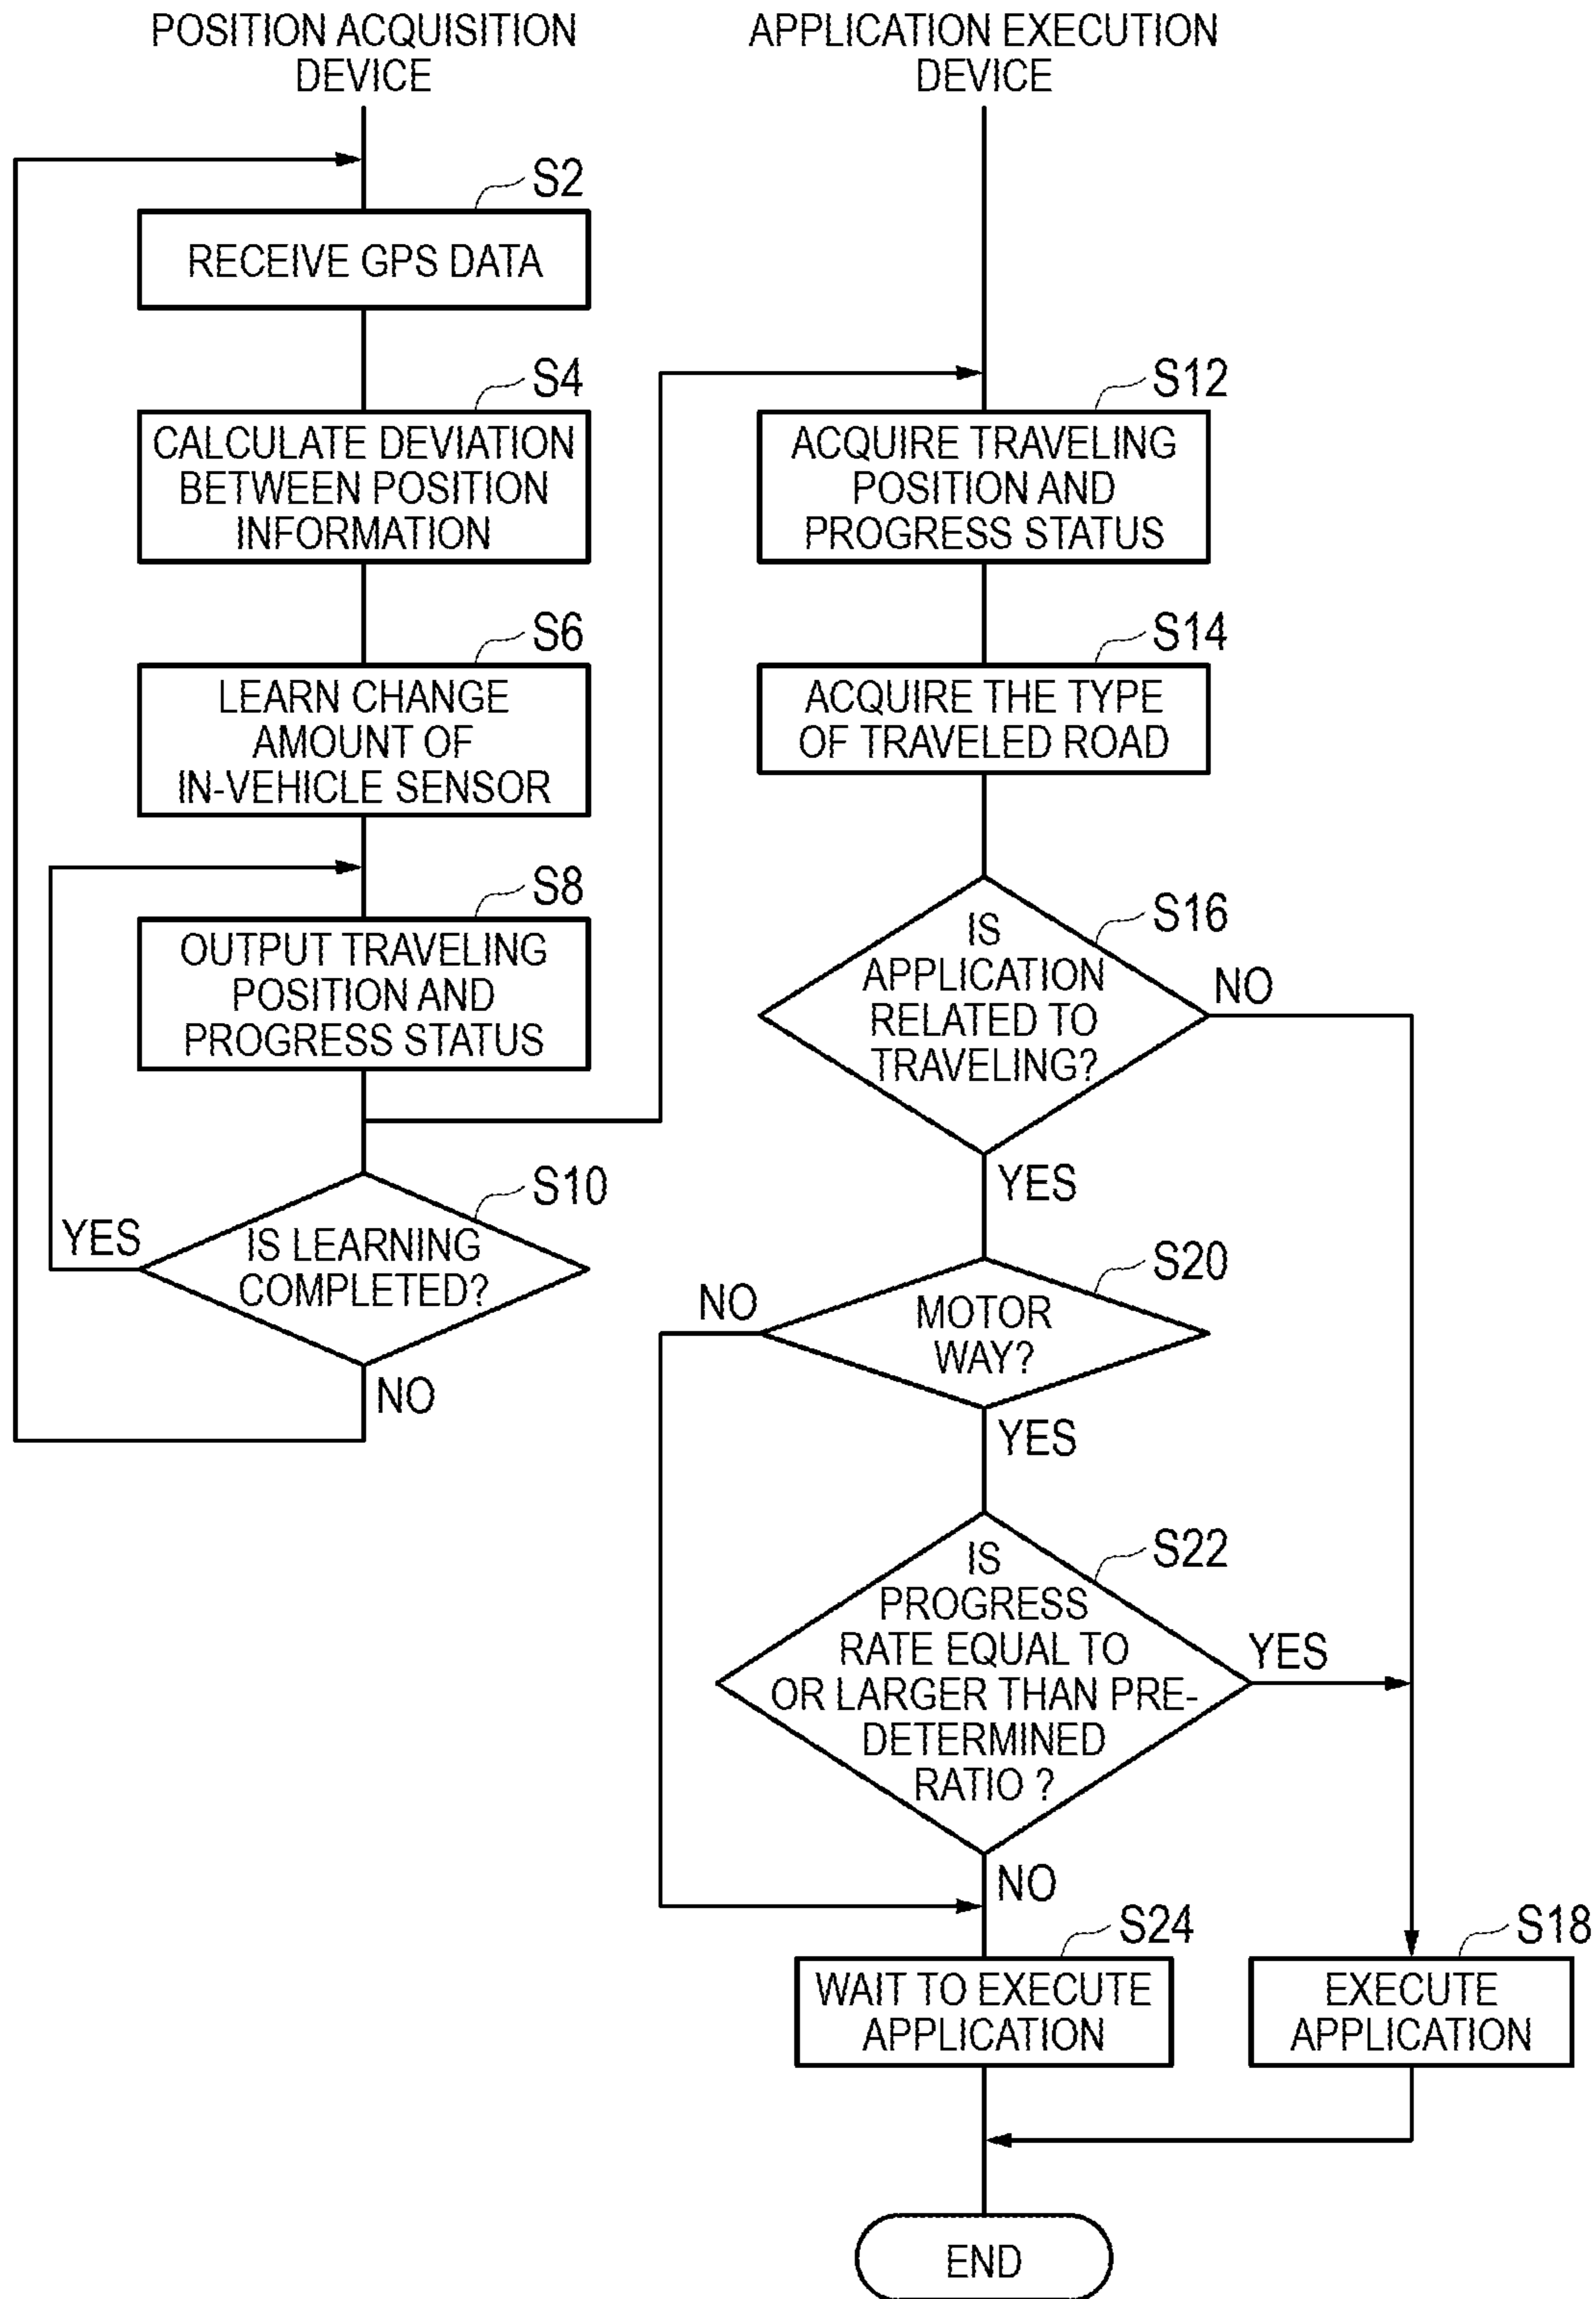 POSITION ACQUISITION
DEVICE
S2
RECEIVE GPS DATA
S4
CALCULATE DEVIATION
BETWEEN POSITION
INFORMATION
S6
LEARN CHANGE
AMOUNT OF
IN-VEHICLE SENSOR
S8
OUTPUT TRAVELING
POSITION AND
PROGRESS STATUS
S10
YES
IS LEARNING
COMPLETED?
NO
APPLICATION EXECUTION
DEVICE
S12
ACQUIRE TRAVELING
POSITION AND
PROGRESS STATUS
S14
ACQUIRE THE TYPE
OF TRAVELED ROAD
S16
IS
APPLICATION
RELATED TO
TRAVELING?
NO
YES
S20
NO
MOTOR
WAY?
YES
S22
IS
PROGRESS
RATE EQUAL TO
OR LARGER THAN PRE-
DETERMINED
RATIO ?
YES
NO
S24
WAIT TO EXECUTE
APPLICATION
S18
EXECUTE
APPLICATION
END